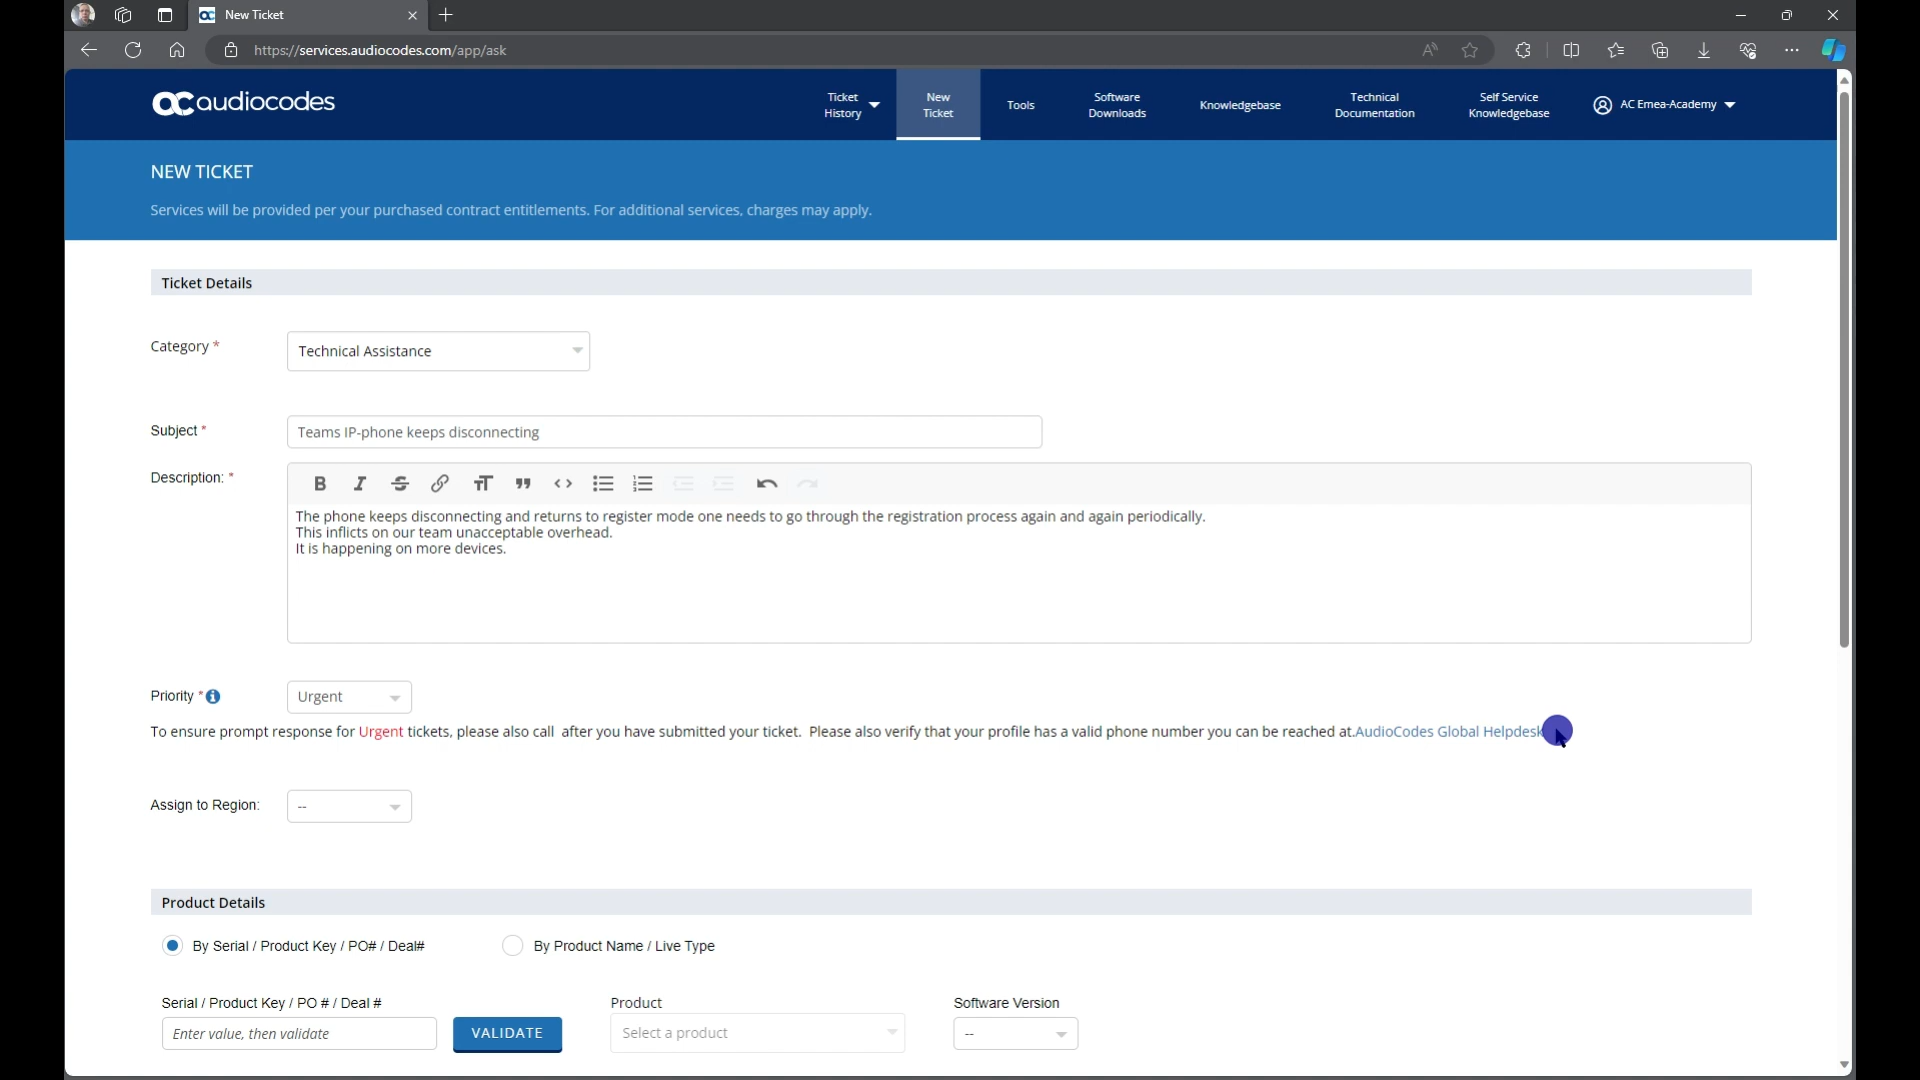 New Ticket
https://services.audiocodes.com/app/ask
audiocodes
Ticket
History
New
Ticket
Tools
Software
Downloads
Knowledgebase
Technical
Documentation
Self Service
Knowledgebase
AC Emea-Academy
NEW TICKET
Services will be provided per your purchased contract entitlements. For additional services, charges may apply.
Ticket Details
Category *
Technical Assistance
Subject *
Teams IP-phone keeps disconnecting
Description: *
The phone keeps disconnecting and returns to register mode one needs to go through the registration process again and again periodically.
This inflicts on our team unacceptable overhead.
It is happening on more devices.
Priority *
Urgent
To ensure prompt response for Urgent tickets, please also call after you have submitted your ticket. Please also verify that your profile has a valid phone number you can be reached at.AudioCodes Global Helpdesk
Assign to Region:
--
Product Details
By Serial / Product Key / PO# / Deal#
By Product Name / Live Type
Serial / Product Key / PO # / Deal #
Product
Software Version
Enter value, then validate
VALIDATE
Select a product
--